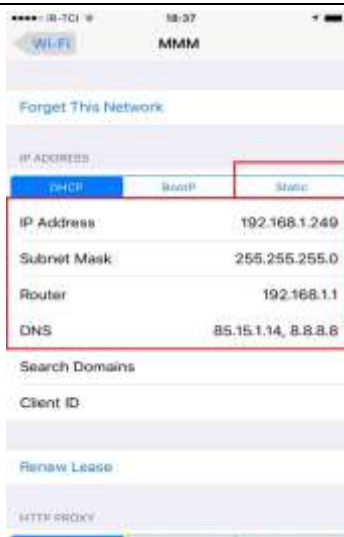 IR-TCI 18:37
Wi-Fi MMM
Forget This Network
IP ADDRESS
DHCP BootP Static
IP Address 192.168.1.249
Subnet Mask 255.255.255.0
Router 192.168.1.1
DNS 85.15.1.14, 8.8.8.8
Search Domains
Client ID
Renew Lease
HTTP PROXY